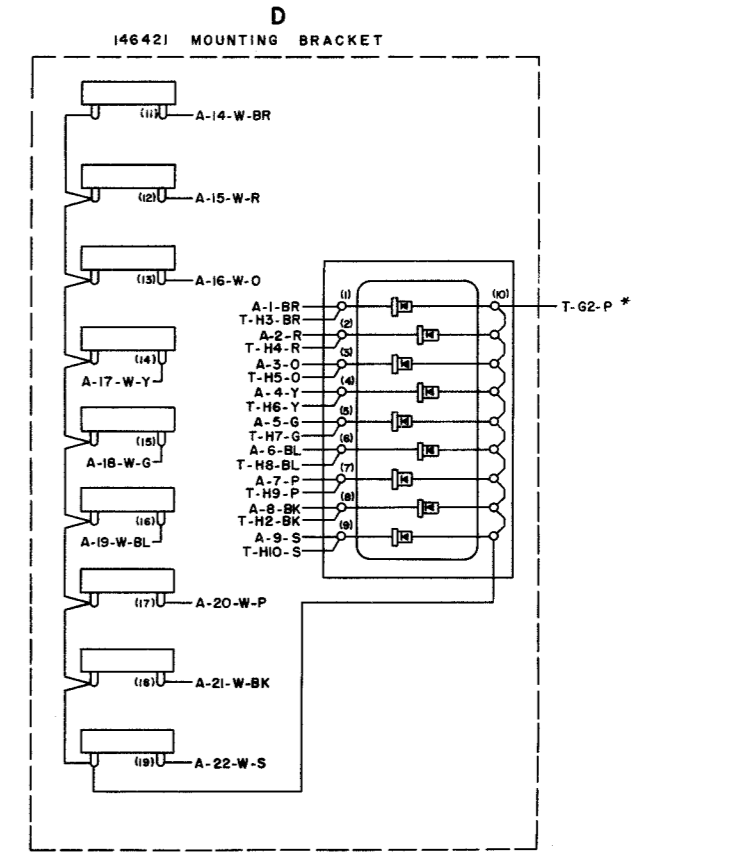 D
146421 MOUNTING BRACKET
(11) A-14-W-BR
(12) A-15-W-R
(13) A-16-W-O
(14)
A-17-W-Y
(15)
A-18-W-G
(16)
A-19-W-BL
(17) A-20-W-P
(18) A-21-W-BK
(19) A-22-W-S
(1) (10)
A-1-BR T-G2-P *
T-H3-BR
(2)
A-2-R
T-H4-R
(3)
A-3-O
T-H5-O
(4)
A-4-Y
T-H6-Y
(5)
A-5-G
T-H7-G
(6)
A-6-BL
T-H8-BL
(7)
A-7-P
T-H9-P
(8)
A-8-BK
T-H2-BK
(9)
A-9-S
T-H10-S